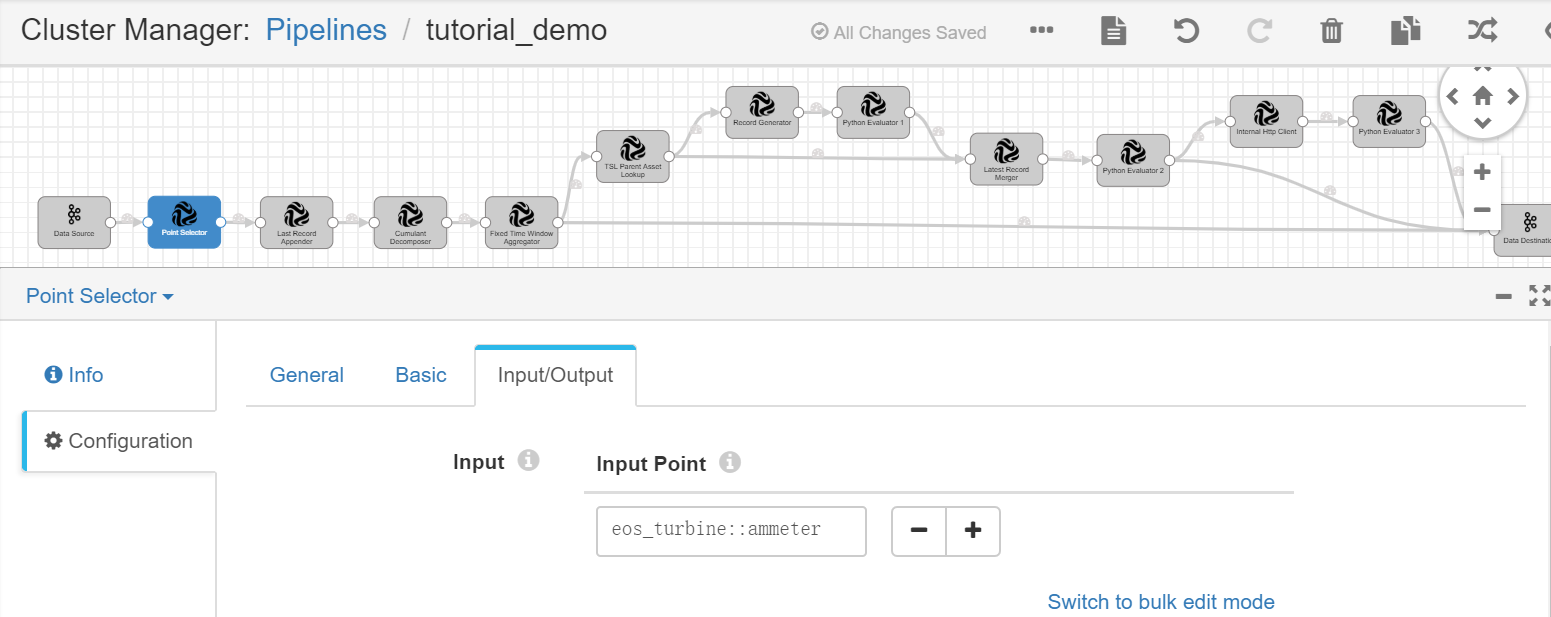 Cluster Manager: Pipelines / tutorial_demo
All Changes Saved
Record Generator
Python Evaluator 1
Internal Http Client
Python Evaluator 3
TSL Parent Asset
Lookup
Latest Record
Merger
Python Evaluator 2
Data Source
Point Selector
Last Record
Appender
Cumulant
Decomposer
Fixed Time Window
Aggregator
Data Destinatio
Point Selector
Info
Configuration
General
Basic
Input/Output
Input
Input Point
eos_turbine::ammeter
Switch to bulk edit mode